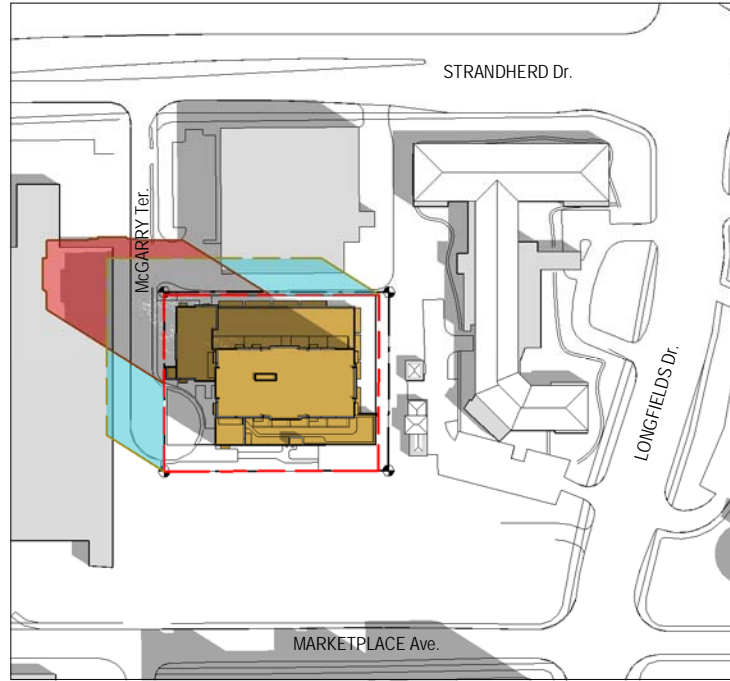 STRANDHERD Dr.
McGARRY Ter.
LONGFIELDS Dr.
MARKETPLACE Ave.